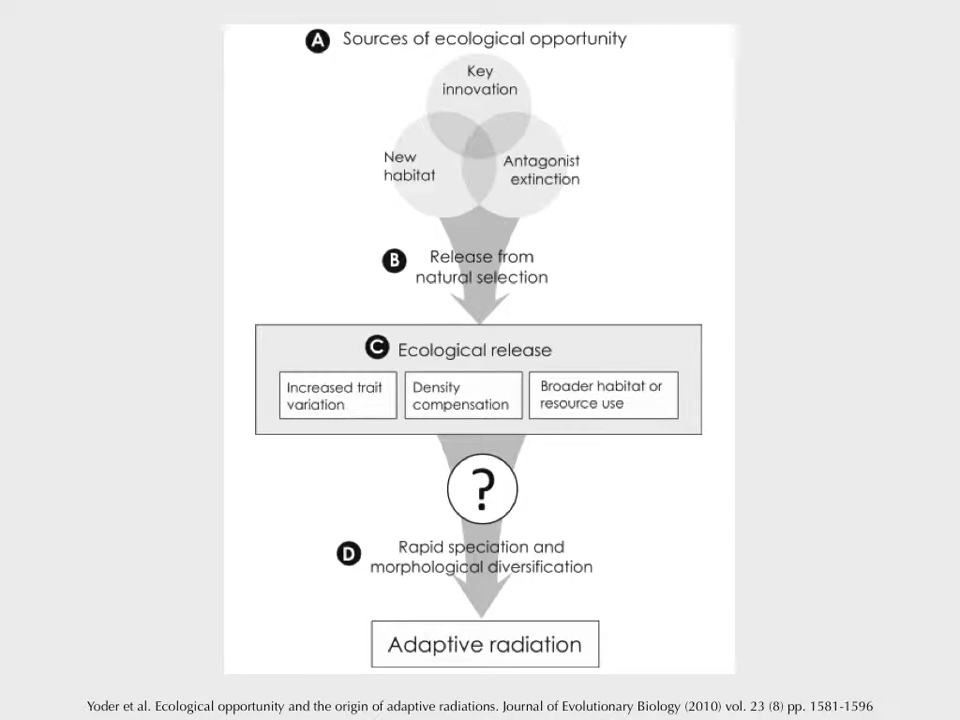 A Sources of ecological opportunity
Key
innovation
New
habitat
Antagonist
extinction
B Release from
natural selection
C Ecological release
Increased trait
variation
Density
compensation
Broader habitat or
resource use
?
D Rapid speciation and
morphological diversification
Adaptive radiation
Yoder et al. Ecological opportunity and the origin of adaptive radiations. Journal of Evolutionary Biology (2010) vol. 23 (8) pp. 1581-1596